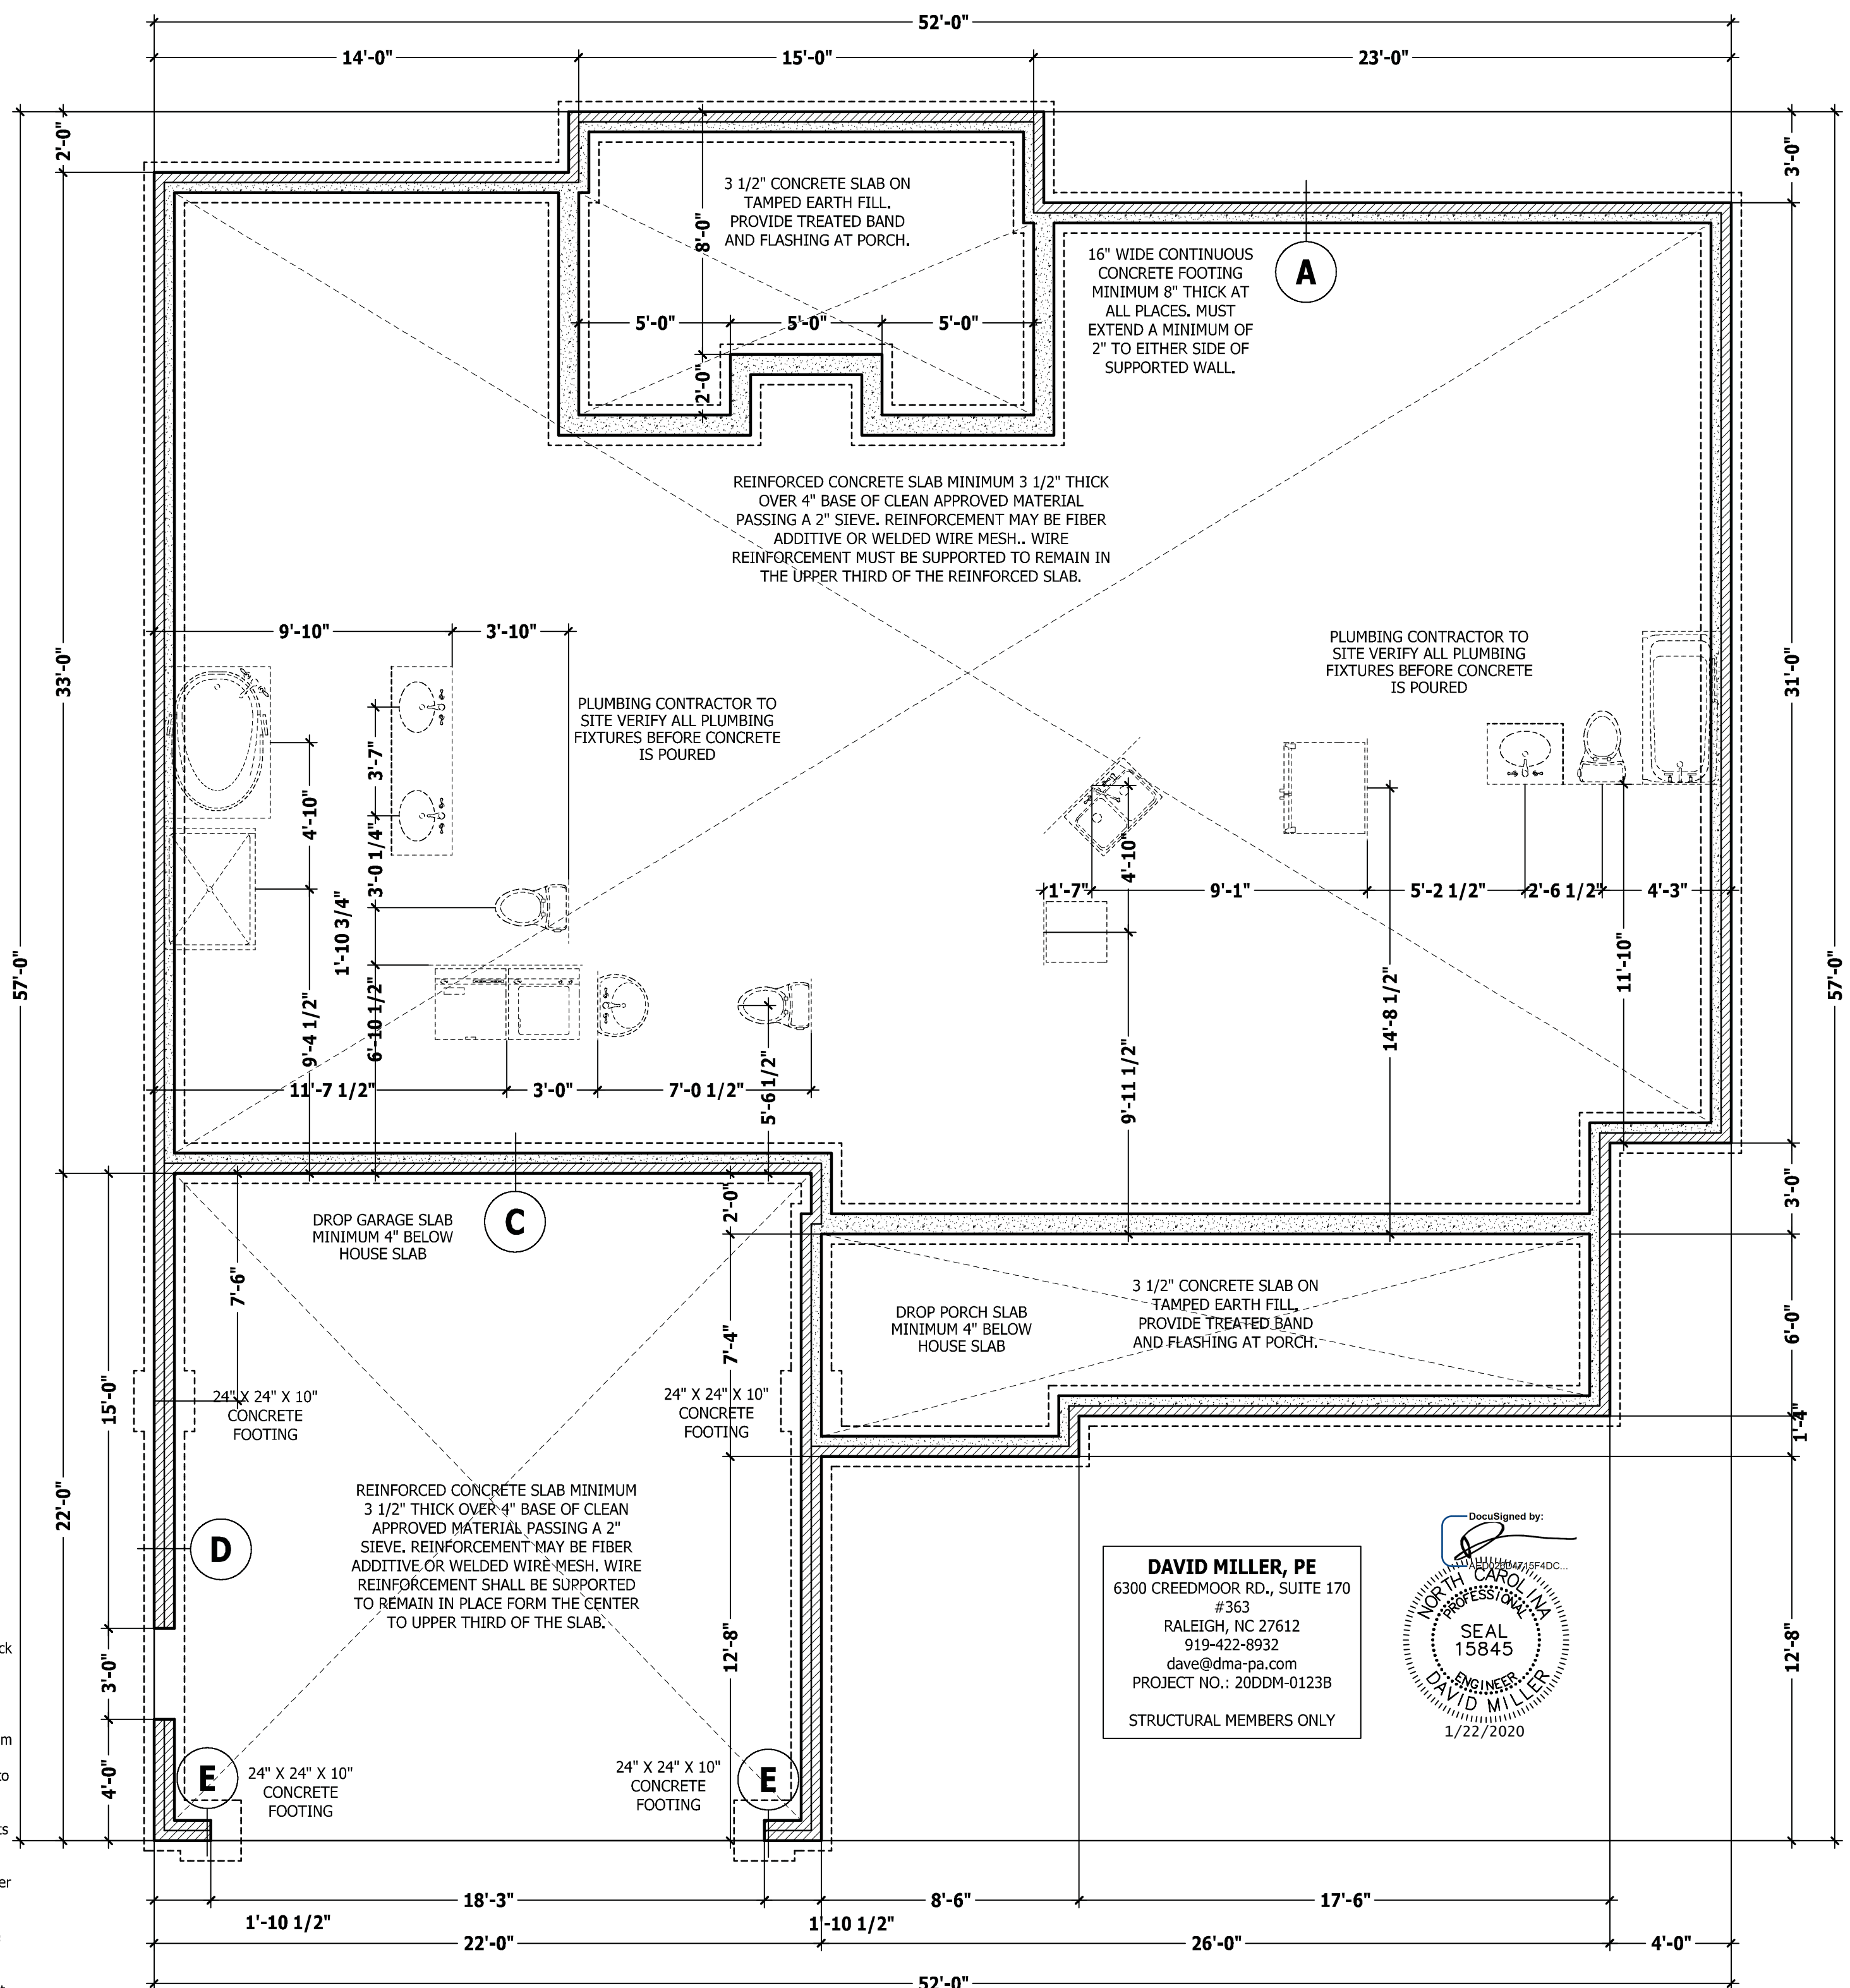 52'-0"
14'-0"
15'-0"
23'-0"
2'-0"
3'-0"
3 1/2" CONCRETE SLAB ON
TAMPED EARTH FILL.
PROVIDE TREATED BAND
AND FLASHING AT PORCH.
8'-0"
16" WIDE CONTINUOUS
CONCRETE FOOTING
MINIMUM 8" THICK AT
ALL PLACES. MUST
EXTEND A MINIMUM OF
2" TO EITHER SIDE OF
SUPPORTED WALL.
A
5'-0"
5'-0"
5'-0"
2'-0"
REINFORCED CONCRETE SLAB MINIMUM 3 1/2" THICK
OVER 4" BASE OF CLEAN APPROVED MATERIAL
PASSING A 2" SIEVE. REINFORCEMENT MAY BE FIBER
ADDITIVE OR WELDED WIRE MESH.. WIRE
REINFORCEMENT MUST BE SUPPORTED TO REMAIN IN
THE UPPER THIRD OF THE REINFORCED SLAB.
9'-10"
3'-10"
33'-0"
31'-0"
PLUMBING CONTRACTOR TO
SITE VERIFY ALL PLUMBING
FIXTURES BEFORE CONCRETE
IS POURED
PLUMBING CONTRACTOR TO
SITE VERIFY ALL PLUMBING
FIXTURES BEFORE CONCRETE
IS POURED
3'-7"
4'-10"
3'-0 1/4"
4'-10"
1'-7"
9'-1"
5'-2 1/2"
2'-6 1/2"
4'-3"
1'-10 3/4"
57'-0"
57'-0"
11'-10"
9'-4 1/2"
6'-10 1/2"
14'-8 1/2"
11'-7 1/2"
3'-0"
7'-0 1/2"
5'-6 1/2"
9'-11 1/2"
2'-0"
3'-0"
DROP GARAGE SLAB
MINIMUM 4" BELOW
HOUSE SLAB
C
7'-6"
7'-4"
DROP PORCH SLAB
MINIMUM 4" BELOW
HOUSE SLAB
3 1/2" CONCRETE SLAB ON
TAMPED EARTH FILL.
PROVIDE TREATED BAND
AND FLASHING AT PORCH.
6'-0"
15'-0"
24" X 24" X 10"
CONCRETE
FOOTING
24" X 24" X 10"
CONCRETE
FOOTING
1'-4"
22'-0"
REINFORCED CONCRETE SLAB MINIMUM
3 1/2" THICK OVER 4" BASE OF CLEAN
APPROVED MATERIAL PASSING A 2"
SIEVE. REINFORCEMENT MAY BE FIBER
ADDITIVE OR WELDED WIRE MESH. WIRE
REINFORCEMENT SHALL BE SUPPORTED
TO REMAIN IN PLACE FORM THE CENTER
TO UPPER THIRD OF THE SLAB.
D
12'-8"
12'-8"
DAVID MILLER, PE
6300 CREEDMOOR RD., SUITE 170
#363
RALEIGH, NC 27612
919-422-8932
dave@dma-pa.com
PROJECT NO.: 20DDM-0123B
STRUCTURAL MEMBERS ONLY
DocuSigned by:
NORTH CAROLINA
PROFESSIONAL
SEAL
15845
ENGINEER
DAVID MILLER
1/22/2020
3'-0"
4'-0"
E
24" X 24" X 10"
CONCRETE
FOOTING
24" X 24" X 10"
CONCRETE
FOOTING
E
18'-3"
8'-6"
17'-6"
1'-10 1/2"
1'-10 1/2"
22'-0"
26'-0"
4'-0"
52'-0"